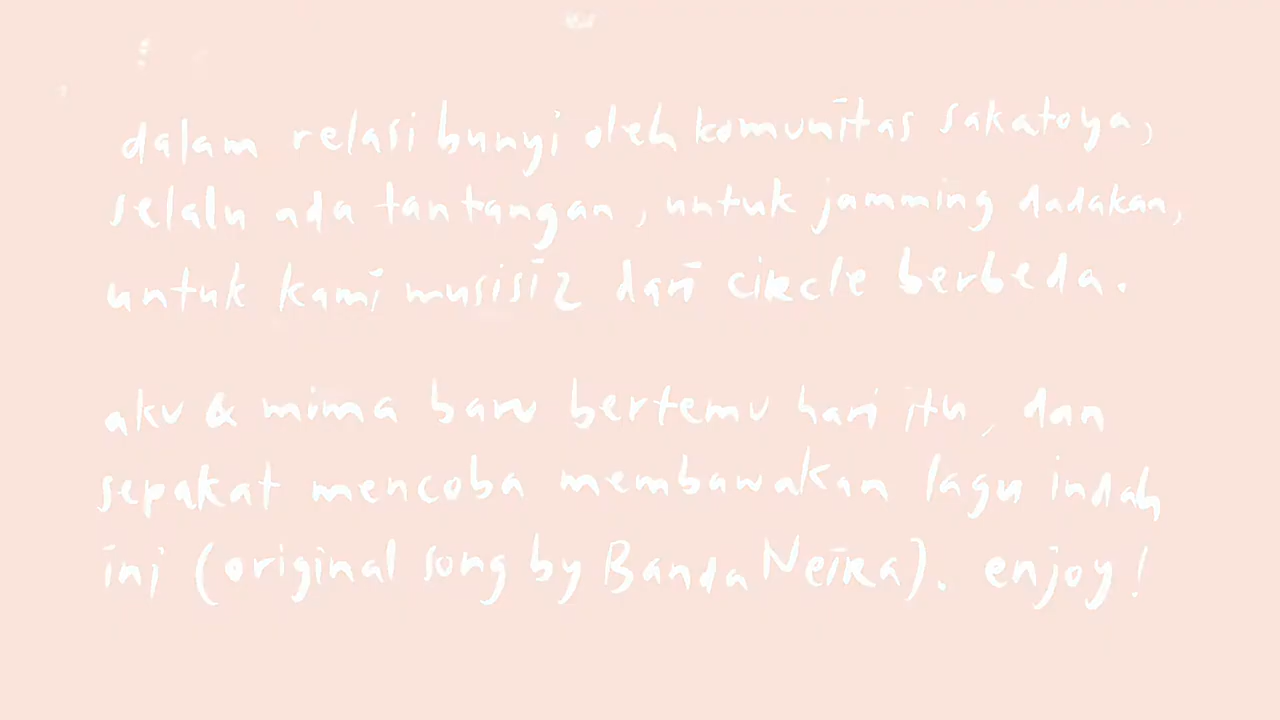 dalam relasi bunyi oleh komunitas sakatoya,
selalu ada tantangan, untuk jamming dadakan,
untuk kami musisi2 dari circle berbeda.
aku & mima baru bertemu hari itu, dan
sepakat mencoba membawakan lagu indah
ini (original song by Banda Neira). enjoy!